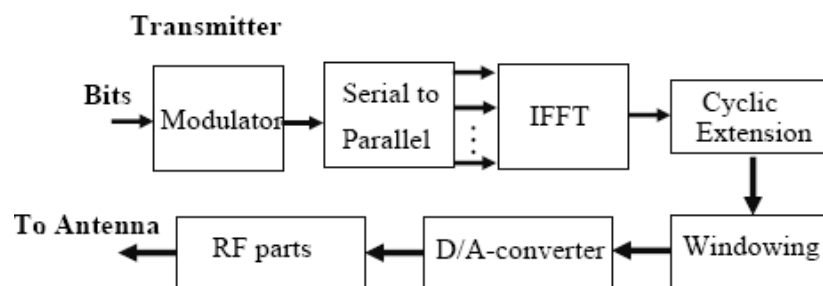 Transmitter
Bits
Modulator
Serial to
Parallel
IFFT
Cyclic
Extension
To Antenna
RF parts
D/A-converter
Windowing